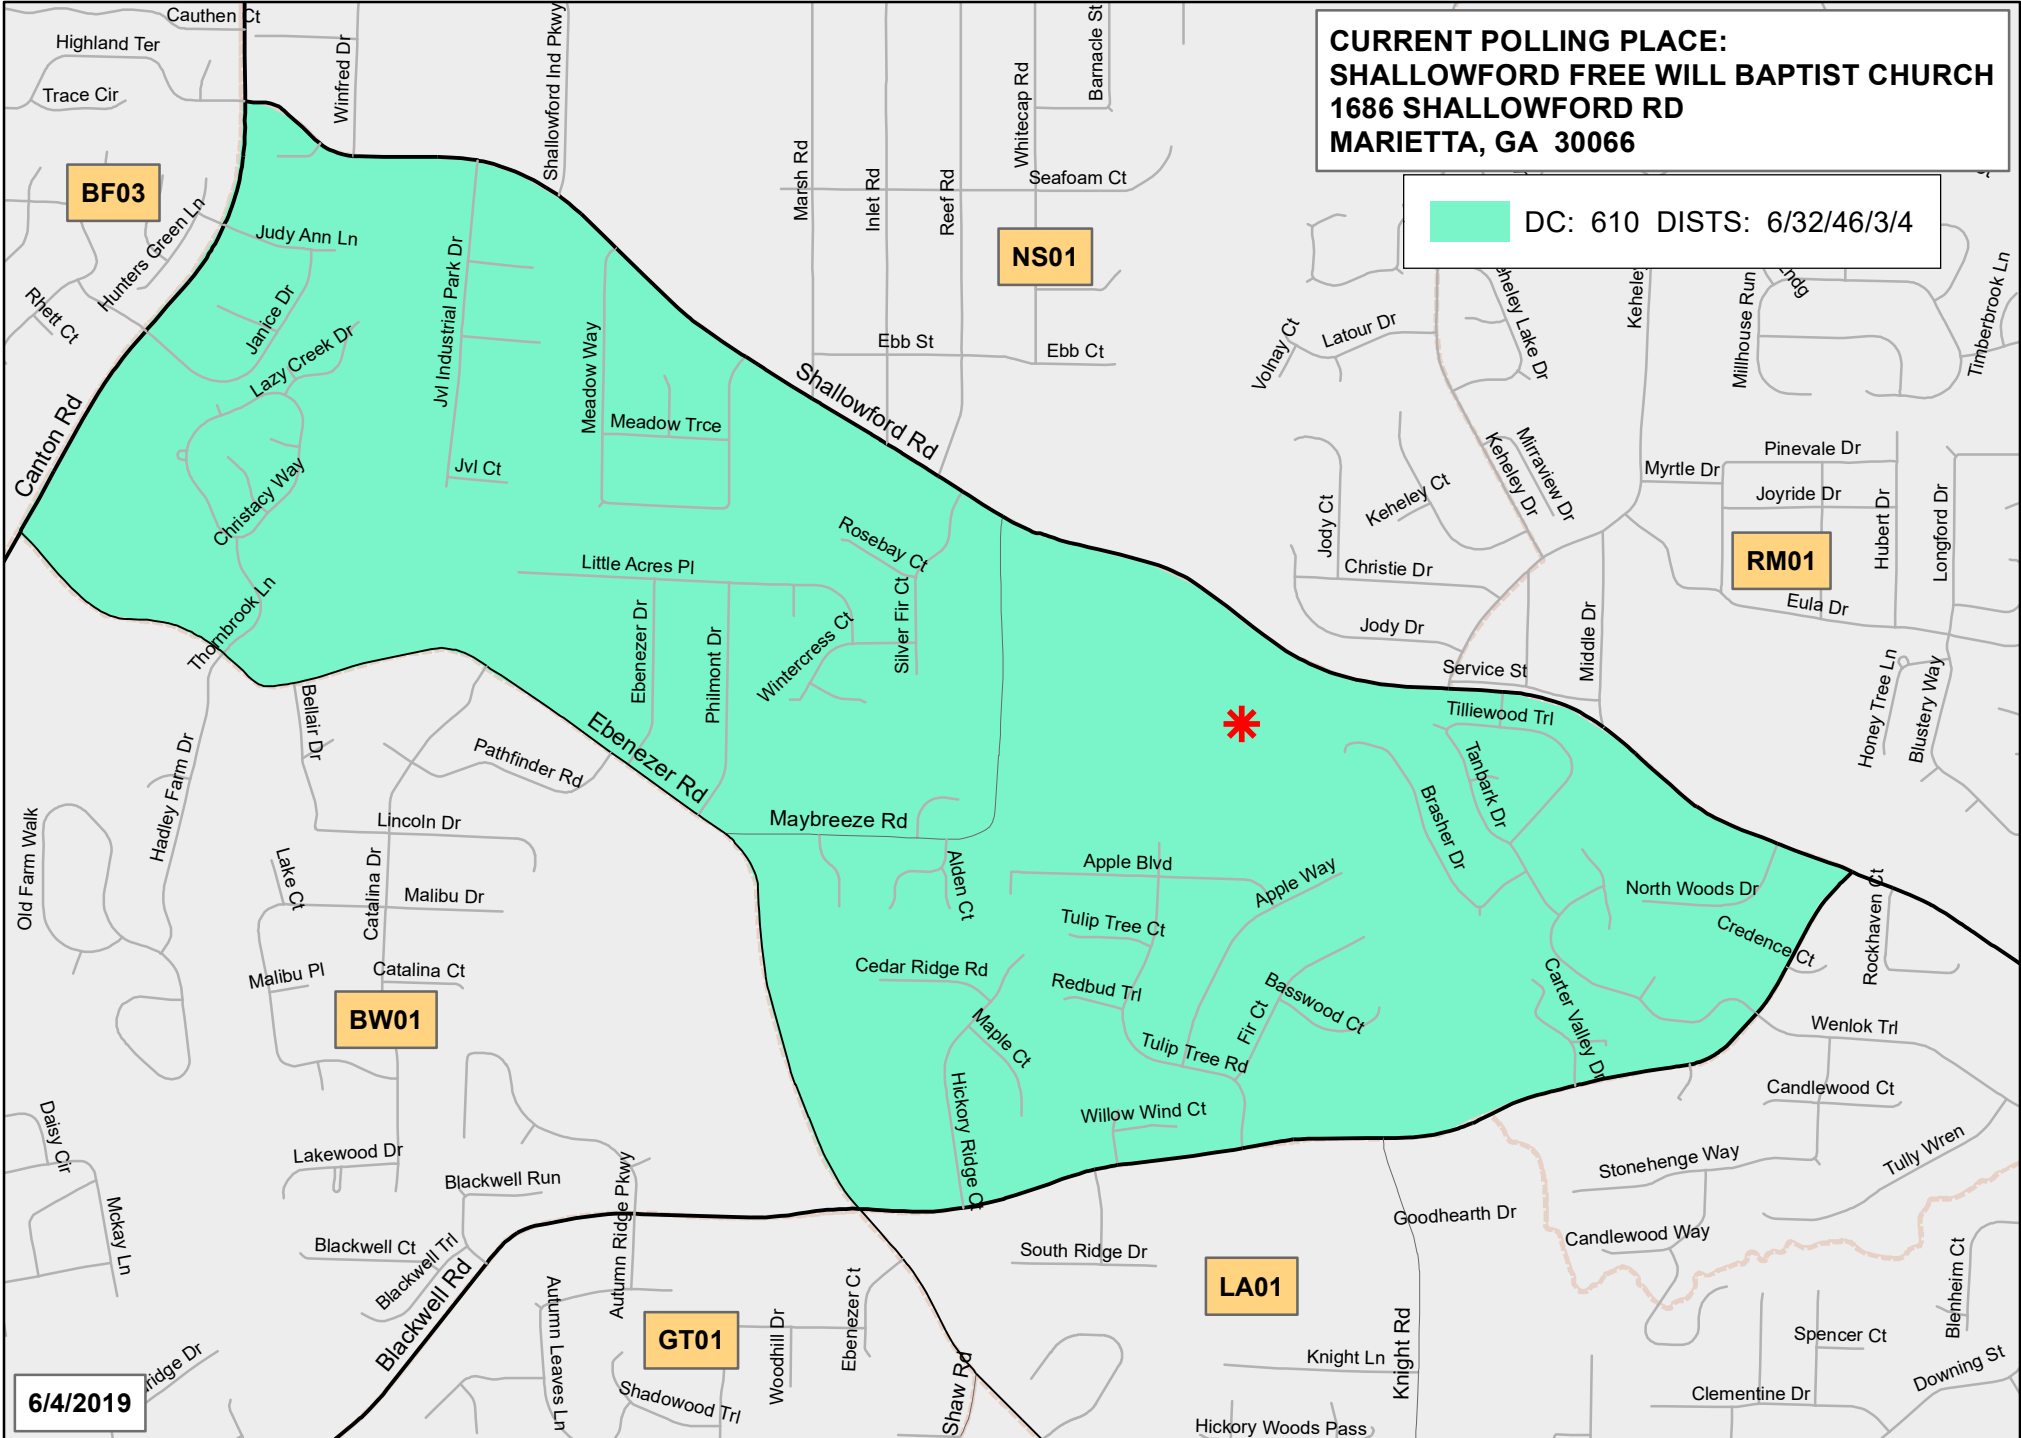 CURRENT POLLING PLACE:
SHALLOWFORD FREE WILL BAPTIST CHURCH
1686 SHALLOWFORD RD
MARIETTA, GA 30066
DC: 610 DISTS: 6/32/46/3/4
Cauthen Ct
Highland Ter
Trace Cir
Winfred Dr
Shallowford Ind Pkwy
Barnacle St
Whitecap Rd
Marsh Rd
Inlet Rd
Reef Rd
Seafoam Ct
BF03
NS01
Hunters Green Ln
Judy Ann Ln
Rhett Ct
Janice Dr
Lazy Creek Dr
Jvl Industrial Park Dr
Meadow Way
Meadow Trce
Ebb St
Ebb Ct
Volnay Ct
Latour Dr
Keheley
Millhouse Run
Timberbrook Ln
Canton Rd
Shallowford Rd
Jvl Ct
Christacy Way
Keheley Ct
Keheley Dr
Mirraview Dr
Myrtle Dr
Pinevale Dr
Joyride Dr
Hubert Dr
Longford Dr
Jody Ct
Rosebay Ct
Christie Dr
RM01
Little Acres Pl
Thornbrook Ln
Ebenezer Dr
Philmont Dr
Wintercress Ct
Silver Fir Ct
Jody Dr
Middle Dr
Eula Dr
Service St
Honey Tree Ln
Blustery Way
Tilliewood Trl
Bellair Dr
Hadley Farm Dr
Pathfinder Rd
Ebenezer Rd
Tanbark Dr
Brasher Dr
Old Farm Walk
Lincoln Dr
Maybreeze Rd
Lake Ct
Catalina Dr
Malibu Dr
Alden Ct
Apple Blvd
Apple Way
North Woods Dr
Credence Ct
Rockhaven Ct
Tulip Tree Ct
Malibu Pl
Catalina Ct
Cedar Ridge Rd
Redbud Trl
Basswood Ct
Fir Ct
Carter Valley Dr
BW01
Maple Ct
Tulip Tree Rd
Wenlok Trl
Hickory Ridge Ct
Willow Wind Ct
Candlewood Ct
Daisy Cir
Lakewood Dr
Blackwell Run
Autumn Ridge Pkwy
Stonehenge Way
Tully Wren
Mckay Ln
Goodhearth Dr
Candlewood Way
Blackwell Ct
Blackwell Trl
Blackwell Rd
South Ridge Dr
LA01
Blenheim Ct
Autumn Leaves Ln
GT01
Woodhill Dr
Ebenezer Ct
Knight Rd
Knight Ln
Spencer Ct
Shaw Rd
Shadowood Trl
Downing St
Clementine Dr
Hickory Woods Pass
6/4/2019